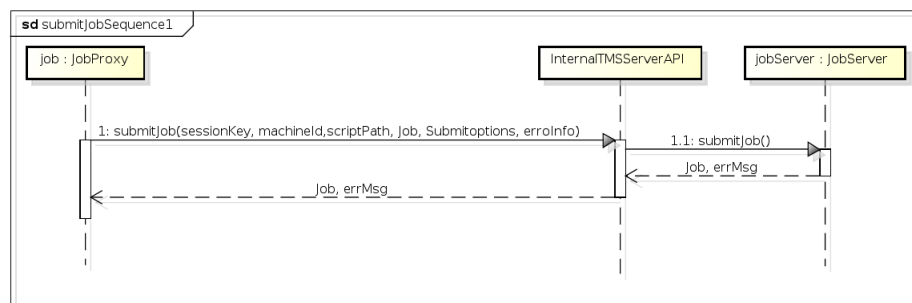 sd submitJobSequence1
job : JobProxy
InternalTMSServerAPI
jobServer : JobServer
1: submitJob(sessionKey, machineId,scriptPath, Job, Submitoptions, erroInfo)
1.1: submitJob()
Job, errMsg
Job, errMsg